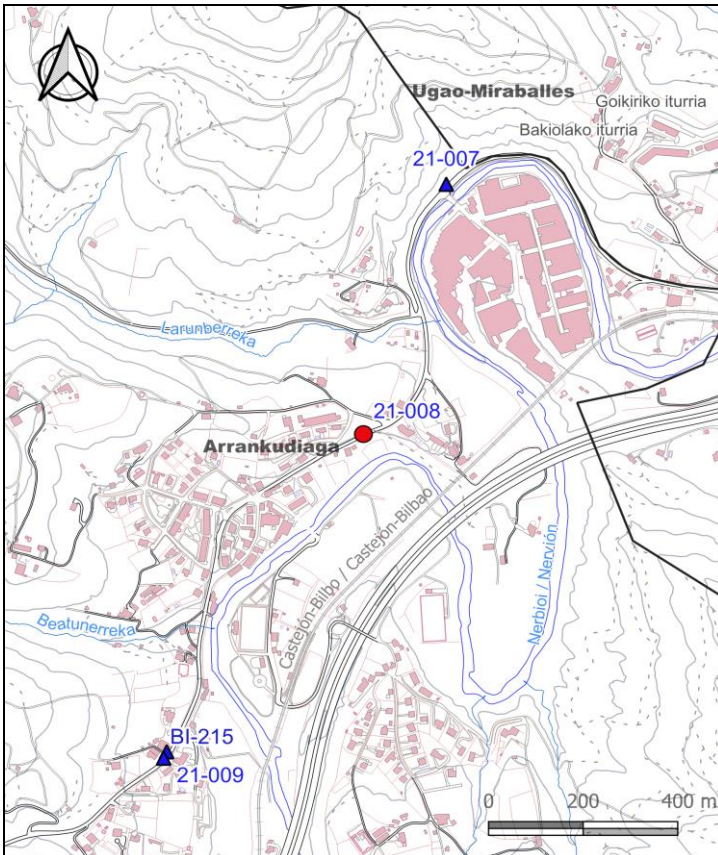 Ugao-Miraballes
Goikiriko iturria
Bakiolako iturria
21-007
Larunberreka
21-008
Arrankudiaga
Castejón-Bilbo / Castejón-Bilbao
Nerbioi / Nervión
Beatunerreka
BI-215
21-009
0 200 400 m